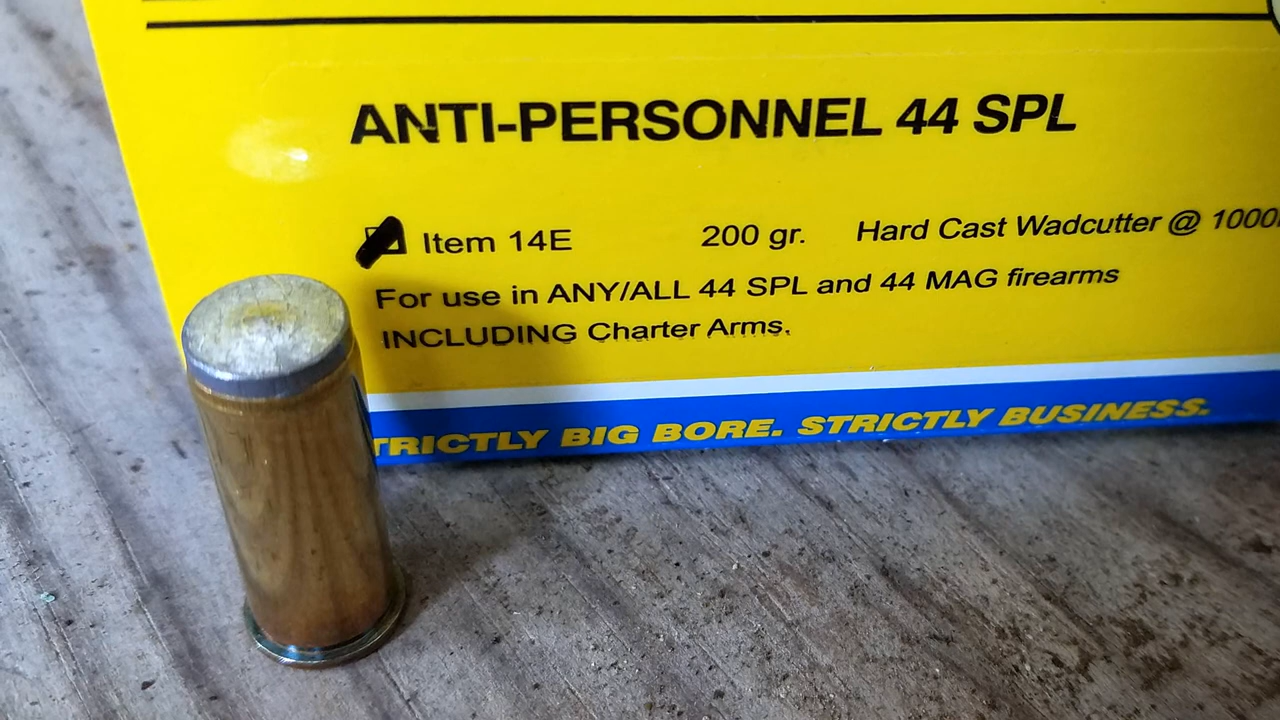 ANTI-PERSONNEL 44 SPL
Item 14E 200 gr. Hard Cast Wadcutter @ 1000
For use in ANY/ALL 44 SPL and 44 MAG firearms
INCLUDING Charter Arms.
TRICTLY BIG BORE. STRICTLY BUSINESS.